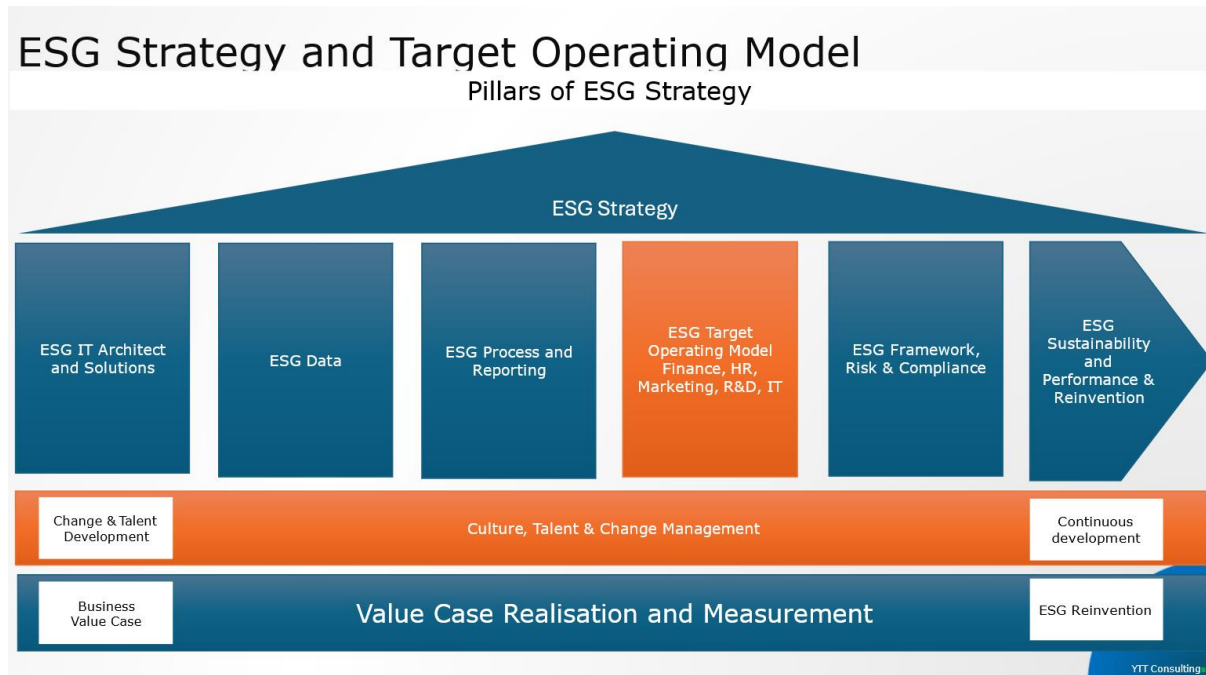 ESG Strategy and Target Operating Model
Pillars of ESG Strategy
ESG Strategy
ESG IT Architect
and Solutions
ESG Data
ESG Process and
Reporting
ESG Target
Operating Model
Finance, HR,
Marketing, R&D, IT
ESG Framework,
Risk & Compliance
ESG
Sustainability
and
Performance &
Reinvention
Change & Talent
Development
Culture, Talent & Change Management
Continuous
development
Business
Value Case
Value Case Realisation and Measurement
ESG Reinvention
YTT Consulting